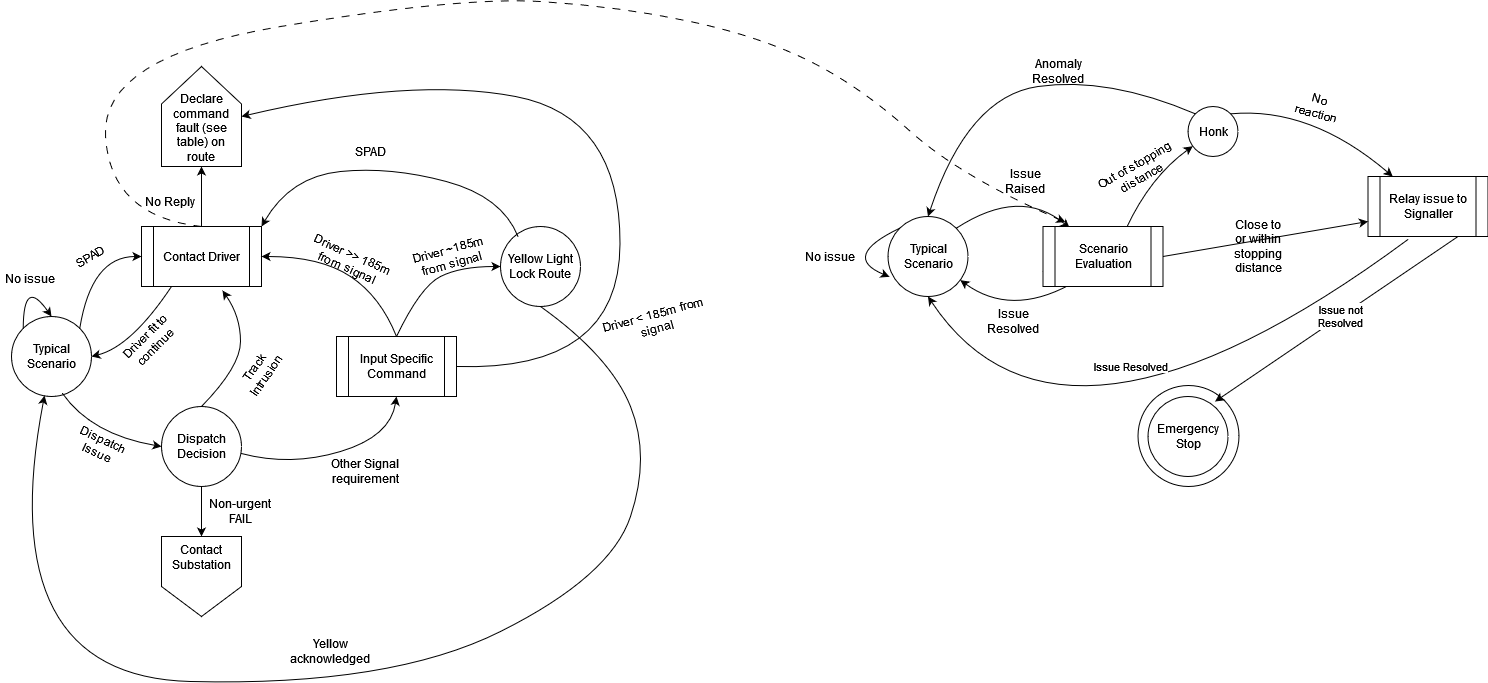 Declare
command
fault (see
table) on
route
No Reply
SPAD
Contact Driver
SPAD
No issue
Typical
Scenario
Driver fit to
continue
Driver >> 185m
from signal
Driver ~185m
from signal
Yellow Light
Lock Route
Input Specific
Command
Driver < 185m from
signal
Track
Intrusion
Dispatch
Issue
Dispatch
Decision
Other Signal
requirement
Non-urgent
FAIL
Contact
Substation
Yellow
acknowledged
Anomaly
Resolved
Honk
No
reaction
Out of stopping
distance
Issue
Raised
Relay issue to
Signaller
No issue
Typical
Scenario
Scenario
Evaluation
Close to
or within
stopping
distance
Issue
Resolved
Issue not
Resolved
Issue Resolved
Emergency
Stop